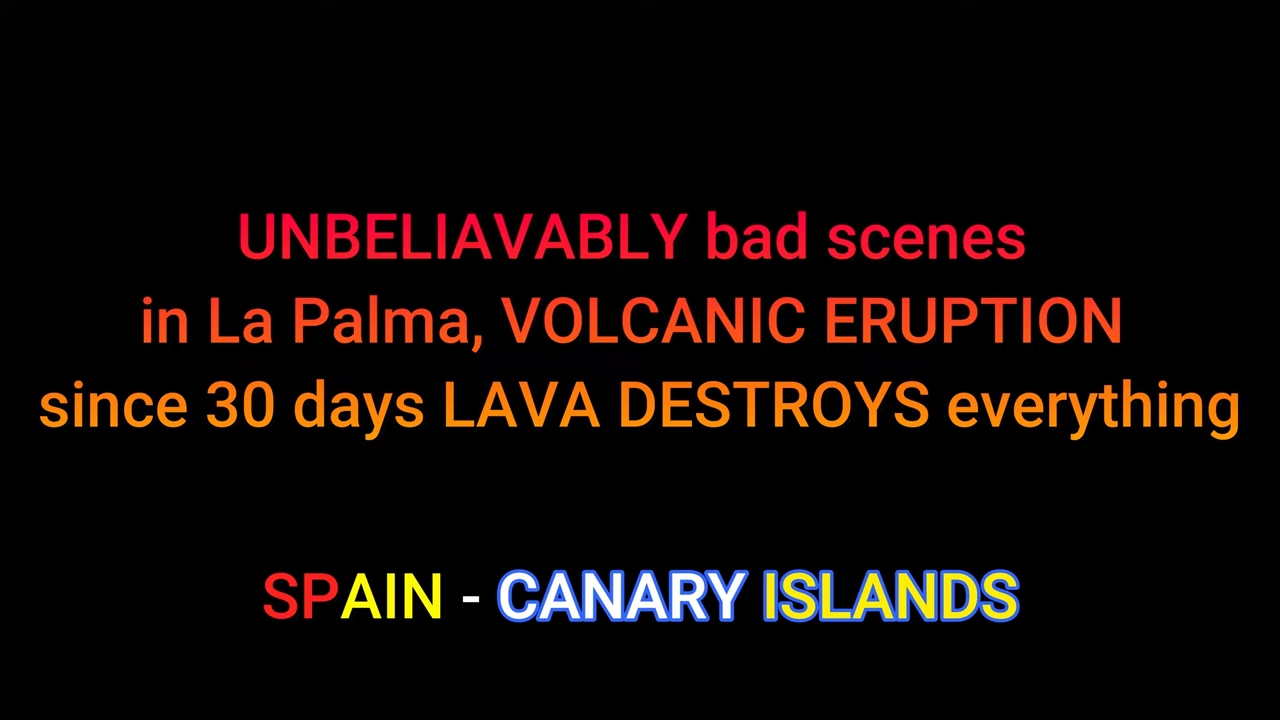 UNBELIAVABLY bad scenes
in La Palma, VOLCANIC ERUPTION
since 30 days LAVA DESTROYS everything
SPAIN - CANARY ISLANDS